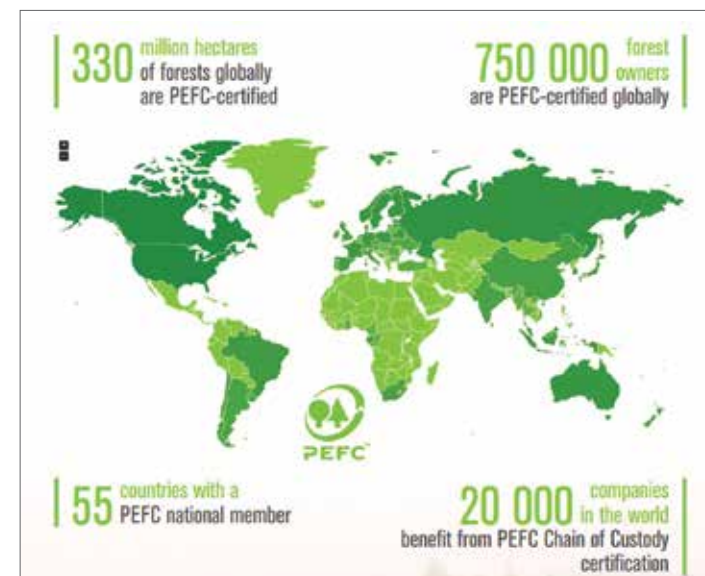 330 million hectares
of forests globally
are PEFC-certified
750 000 forest
owners
are PEFC-certified globally
PEFC™
55 countries with a
PEFC national member
20 000 companies
in the world
benefit from PEFC Chain of Custody
certification